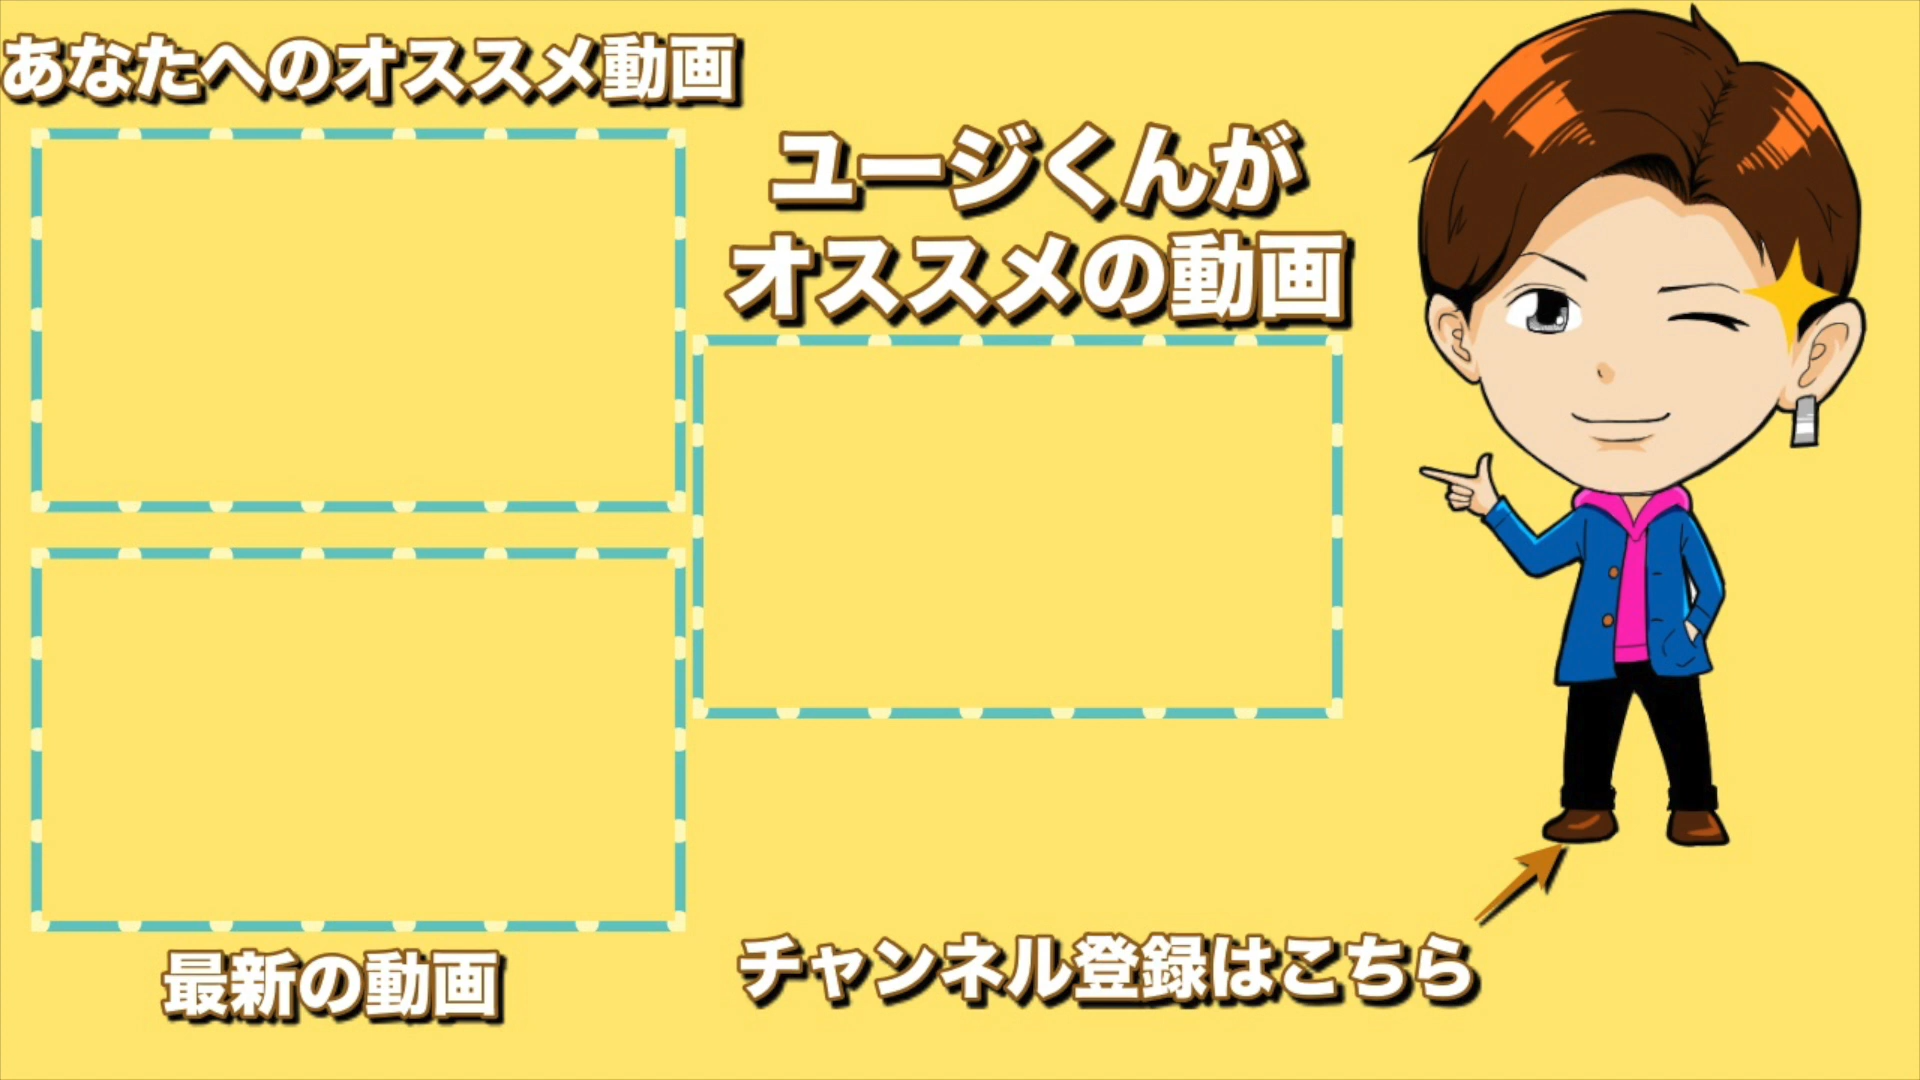 あなたへのオススメ動画
ユージくんが
オススメの動画
最新の動画
チャンネル登録はこちら